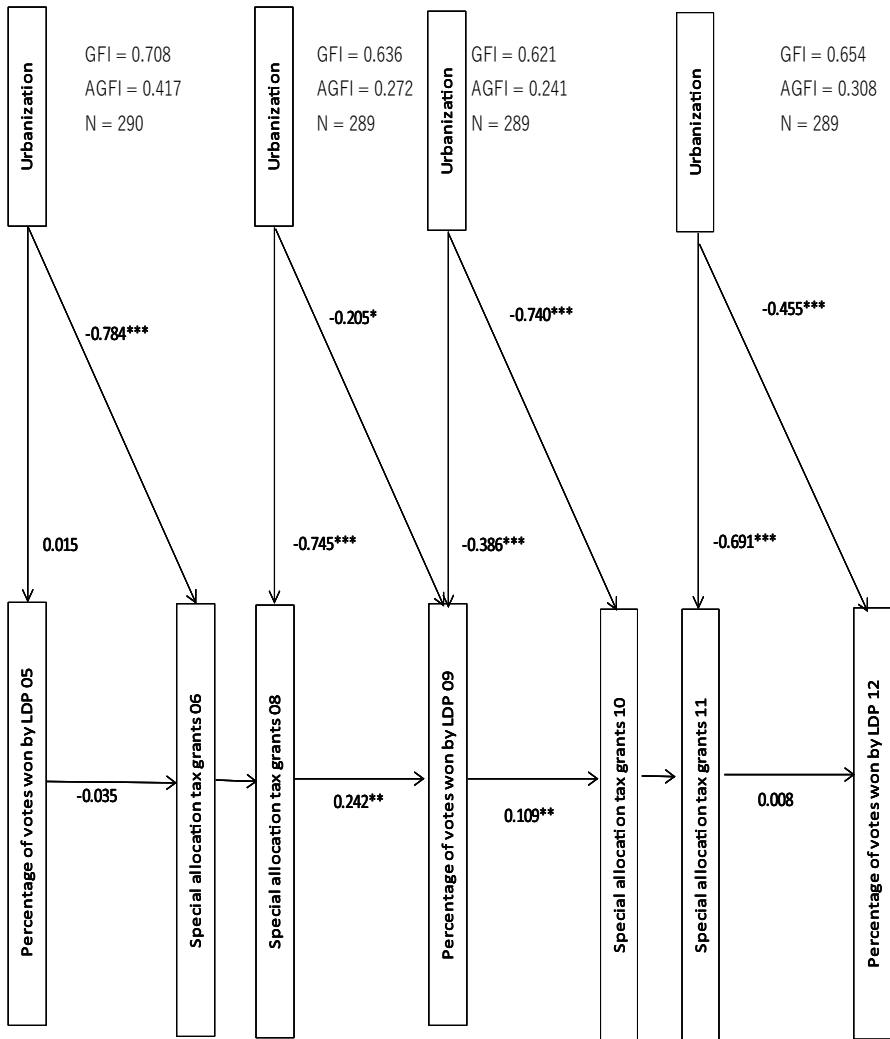 Urbanization
GFI = 0.708
AGFI = 0.417
N = 290
Urbanization
GFI = 0.636
AGFI = 0.272
N = 289
Urbanization
GFI = 0.621
AGFI = 0.241
N = 289
Urbanization
GFI = 0.654
AGFI = 0.308
N = 289
-0.784***
-0.205*
-0.740***
-0.455***
0.015
-0.745***
-0.386***
-0.691***
Percentage of votes won by LDP 05
-0.035
Special allocation tax grants 06
Special allocation tax grants 08
0.242**
Percentage of votes won by LDP 09
0.109**
Special allocation tax grants 10
Special allocation tax grants 11
0.008
Percentage of votes won by LDP 12